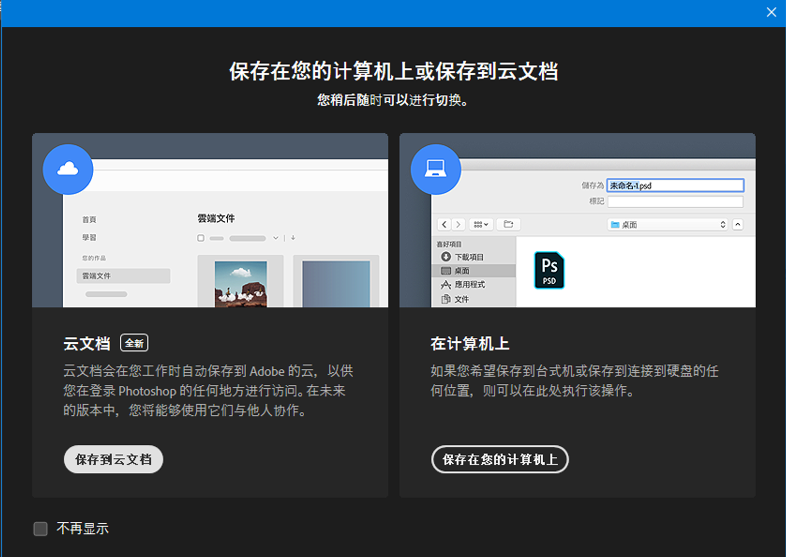 保存在您的计算机上或保存到云文档
您稍后随时可以进行切换。
首頁
學習
您的作品
雲端文件
雲端文件
儲存為
未命名-1.psd
標記
桌面
喜好項目
下載項目
桌面
應用程式
文件
Ps
PSD
云文档 全新
云文档会在您工作时自动保存到 Adobe 的云，以供
您在登录 Photoshop 的任何地方进行访问。在未来
的版本中，您将能够使用它们与他人协作。
保存到云文档
在计算机上
如果您希望保存到台式机或保存到连接到硬盘的任
何位置，则可以在此处执行该操作。
保存在您的计算机上
不再显示